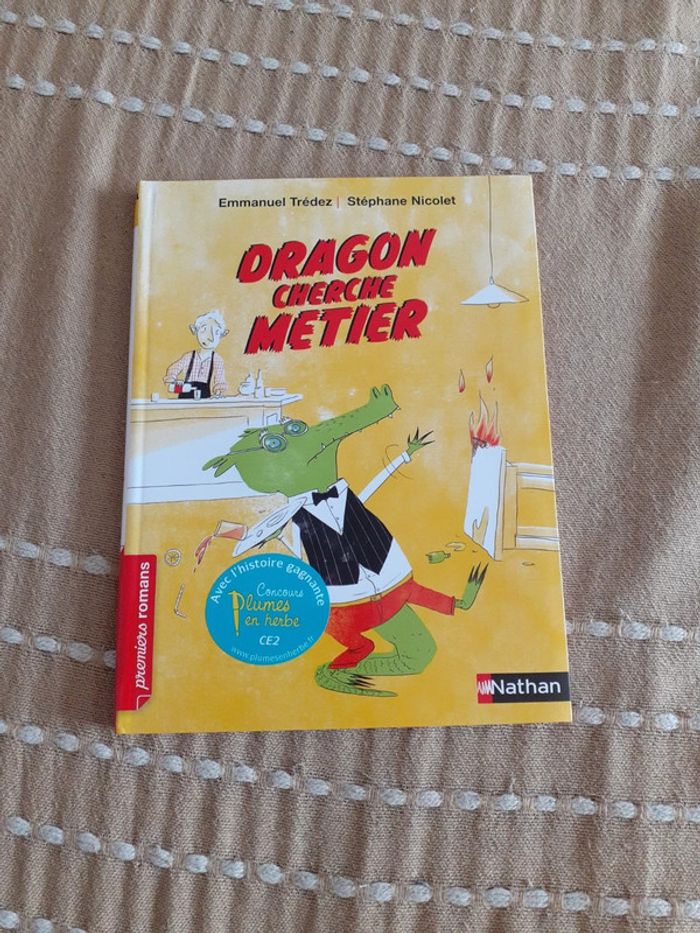 Emmanuel Trédez | Stéphane Nicolet
DRAGON
CHERCHE
METIER
Avec l'histoire gagnante
Concours
Plumes
en herbe
CE2
www.plumesenherbe.fr
premiers romans
Nathan